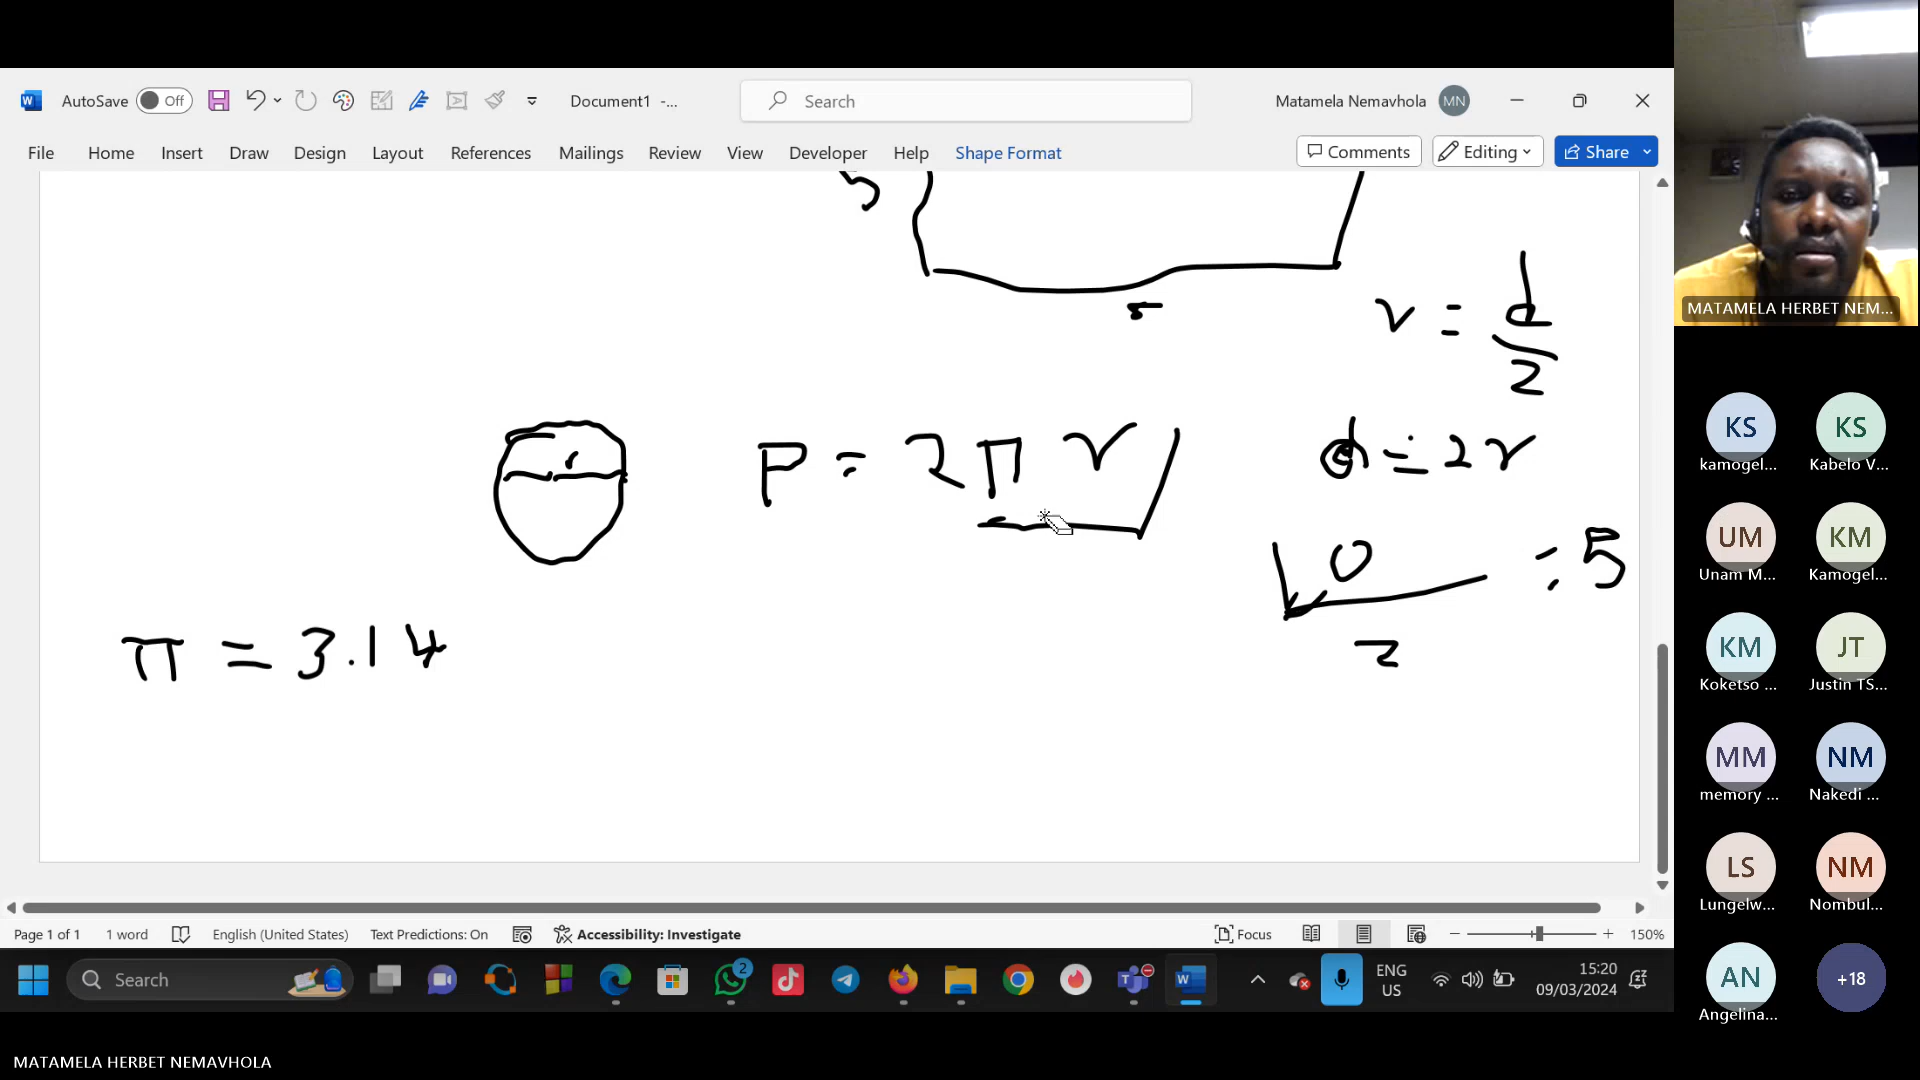 AutoSave Off Document1 -... Search Matamela Nemavhola MN
File Home Insert Draw Design Layout References Mailings Review View Developer Help Shape Format Comments Editing Share
5
r = d/2
r
P = 2π r
d = 2r
10/2 = 5
π = 3.14
Page 1 of 1 1 word English (United States) Text Predictions: On Accessibility: Investigate Focus 150%
Search 2 ENG US 15:20 09/03/2024
MATAMELA HERBET NEM...
KS KS
kamogel... Kabelo V...
UM KM
Unam M... Kamogel...
KM JT
Koketso ... Justin TS...
MM NM
memory ... Nakedi ...
LS NM
Lungelw... Nombul...
AN +18
Angelina...
MATAMELA HERBET NEMAVHOLA